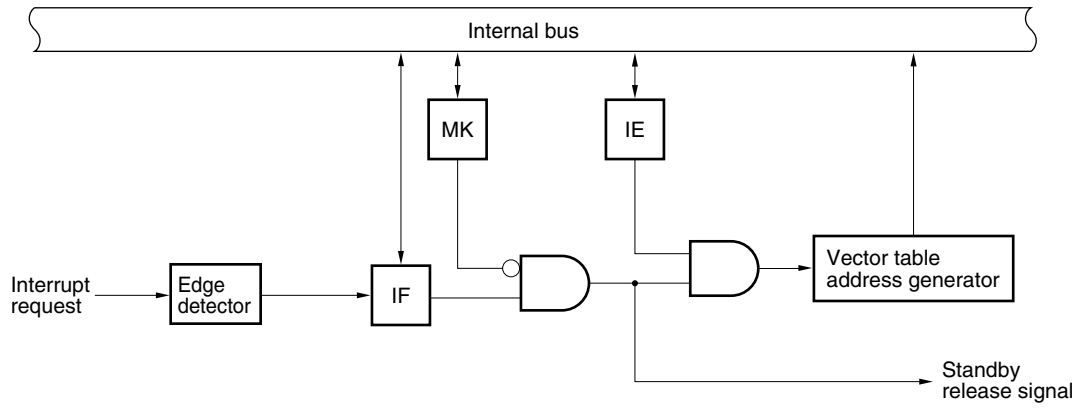 Internal bus
MK
IE
Interrupt
request
Edge
detector
IF
Vector table
address generator
Standby
release signal